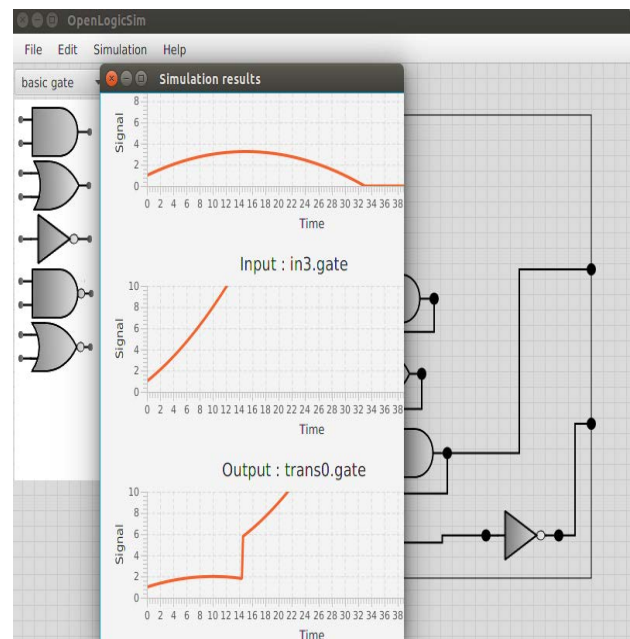 OpenLogicSim
File Edit Simulation Help
basic gate
Simulation results
8
6
4
2
0
Signal
0 2 4 6 8 10 12 14 16 18 20 22 24 26 28 30 32 34 36 38
Time
Input : in3.gate
10
8
6
4
2
0
Signal
0 2 4 6 8 10 12 14 16 18 20 22 24 26 28 30 32 34 36 38
Time
Output : trans0.gate
10
8
6
4
2
0
Signal
0 2 4 6 8 10 12 14 16 18 20 22 24 26 28 30 32 34 36 38
Time